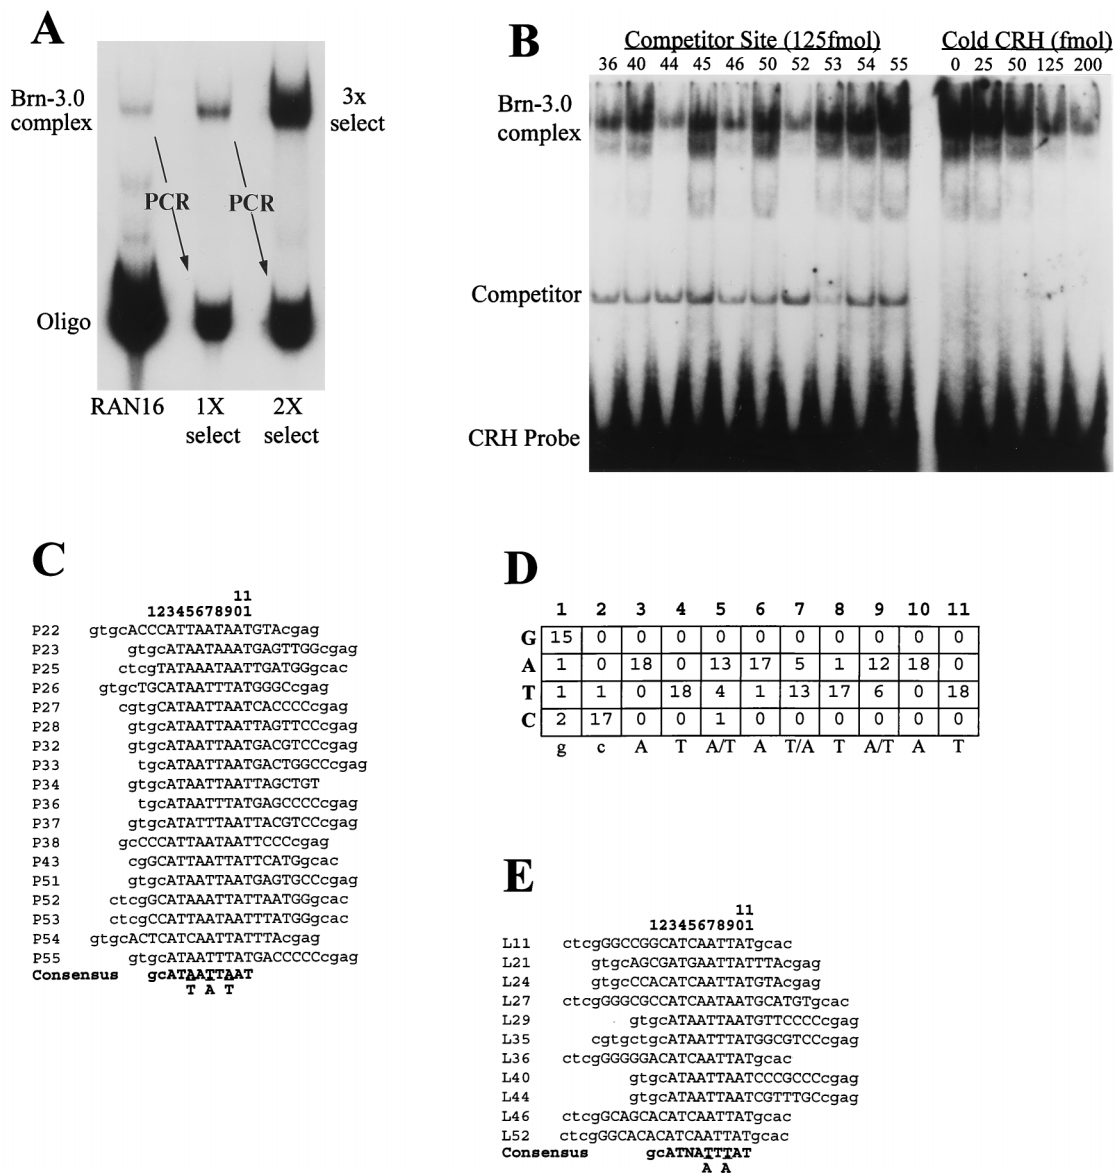 A
Brn-3.0
complex
3x
select
PCR
PCR
Oligo
RAN16
1X
select
2X
select
B
Competitor Site (125fmol)
Cold CRH (fmol)
36 40 44 45 46 50 52 53 54 55
0 25 50 125 200
Brn-3.0
complex
Competitor
CRH Probe
C
11
12345678901
P22 gtgcACCCATTAATAATGTAcgag
P23 gtgcATAATAAATGAGTTGGcgag
P25 ctcgTATAAATAATTGATGGgcac
P26 gtgcTGCATAATTTATGGGCcgag
P27 cgtgCATAATTAATCACCCCcgag
P28 gtgcATAATTAATTAGTTCCcgag
P32 gtgcATAATTAATGACGTCCcgag
P33 tgcATAATTAATGACTGGCCcgag
P34 gtgcATAATTAATTAGCTGT
P36 tgcATAATTTATGAGCCCCcgag
P37 gtgcATATTTAATTACGTCCcgag
P38 gcCCCATTAATAATTCCCcgag
P43 cgGCATTAATTATTCATGgcac
P51 gtgcATAATTAATGAGTGCCcgag
P52 ctcgGCATAAATTATTAATGGgcac
P53 ctcgCCATTAATAATTTATGGgcac
P54 gtgcACTCATCAATTATTTAcgag
P55 gtgcATAATTTATGACCCCCcgag
Consensus gcATAATTAAT
T A T
D
1 2 3 4 5 6 7 8 9 10 11
G 15 0 0 0 0 0 0 0 0 0 0
A 1 0 18 0 13 17 5 1 12 18 0
T 1 1 0 18 4 1 13 17 6 0 18
C 2 17 0 0 1 0 0 0 0 0 0
g c A T A/T A T/A T A/T A T
E
11
12345678901
L11 ctcgGGCCGGCATCAATTATgcac
L21 gtgcAGCGATGAATTATTTAcgag
L24 gtgcCCACATCAATTATGTAcgag
L27 ctcgGGGCGCCATCAATAATGCATGTgcac
L29 gtgcATAATTAATGTTCCCCcgag
L35 cgtgctgcATAATTTATGGCGTCCcgag
L36 ctcgGGGGGACATCAATTATgcac
L40 gtgcATAATTAATCCCGCCCcgag
L44 gtgcATAATTAATCGTTTGCcgag
L46 ctcgGCAGCACATCAATTATgcac
L52 ctcgGGCACACATCAATTATgcac
Consensus gcATNATTTAT
A A